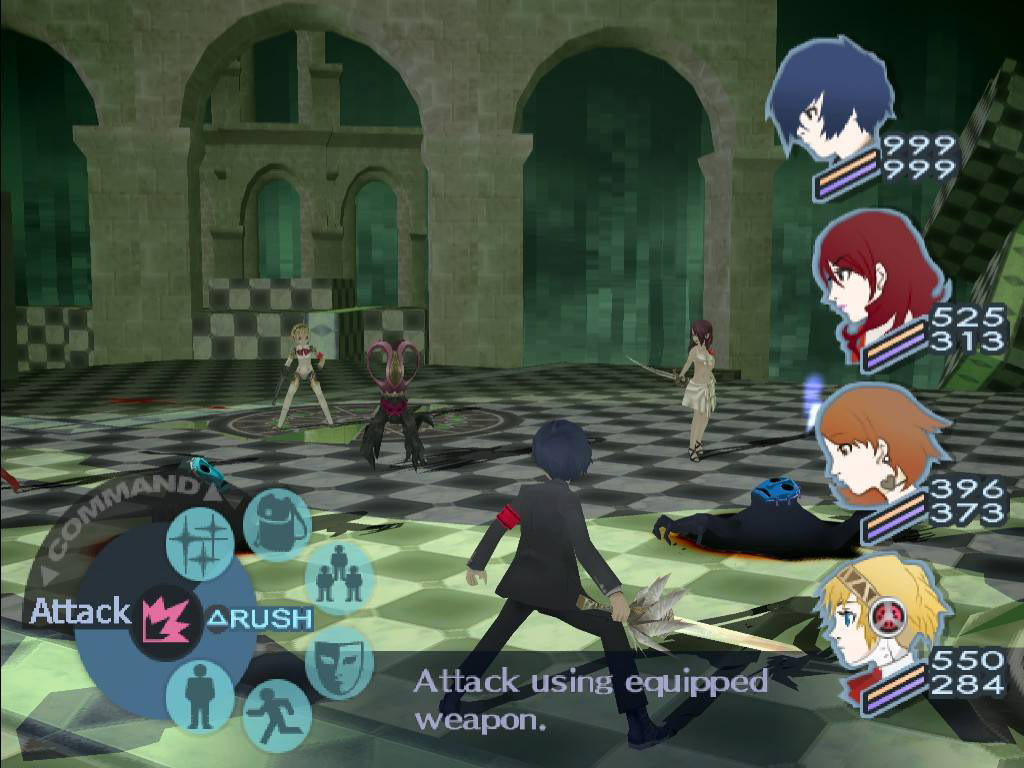 999
999
525
313
396
373
550
284
COMMAND
Attack
△RUSH
Attack using equipped
weapon.